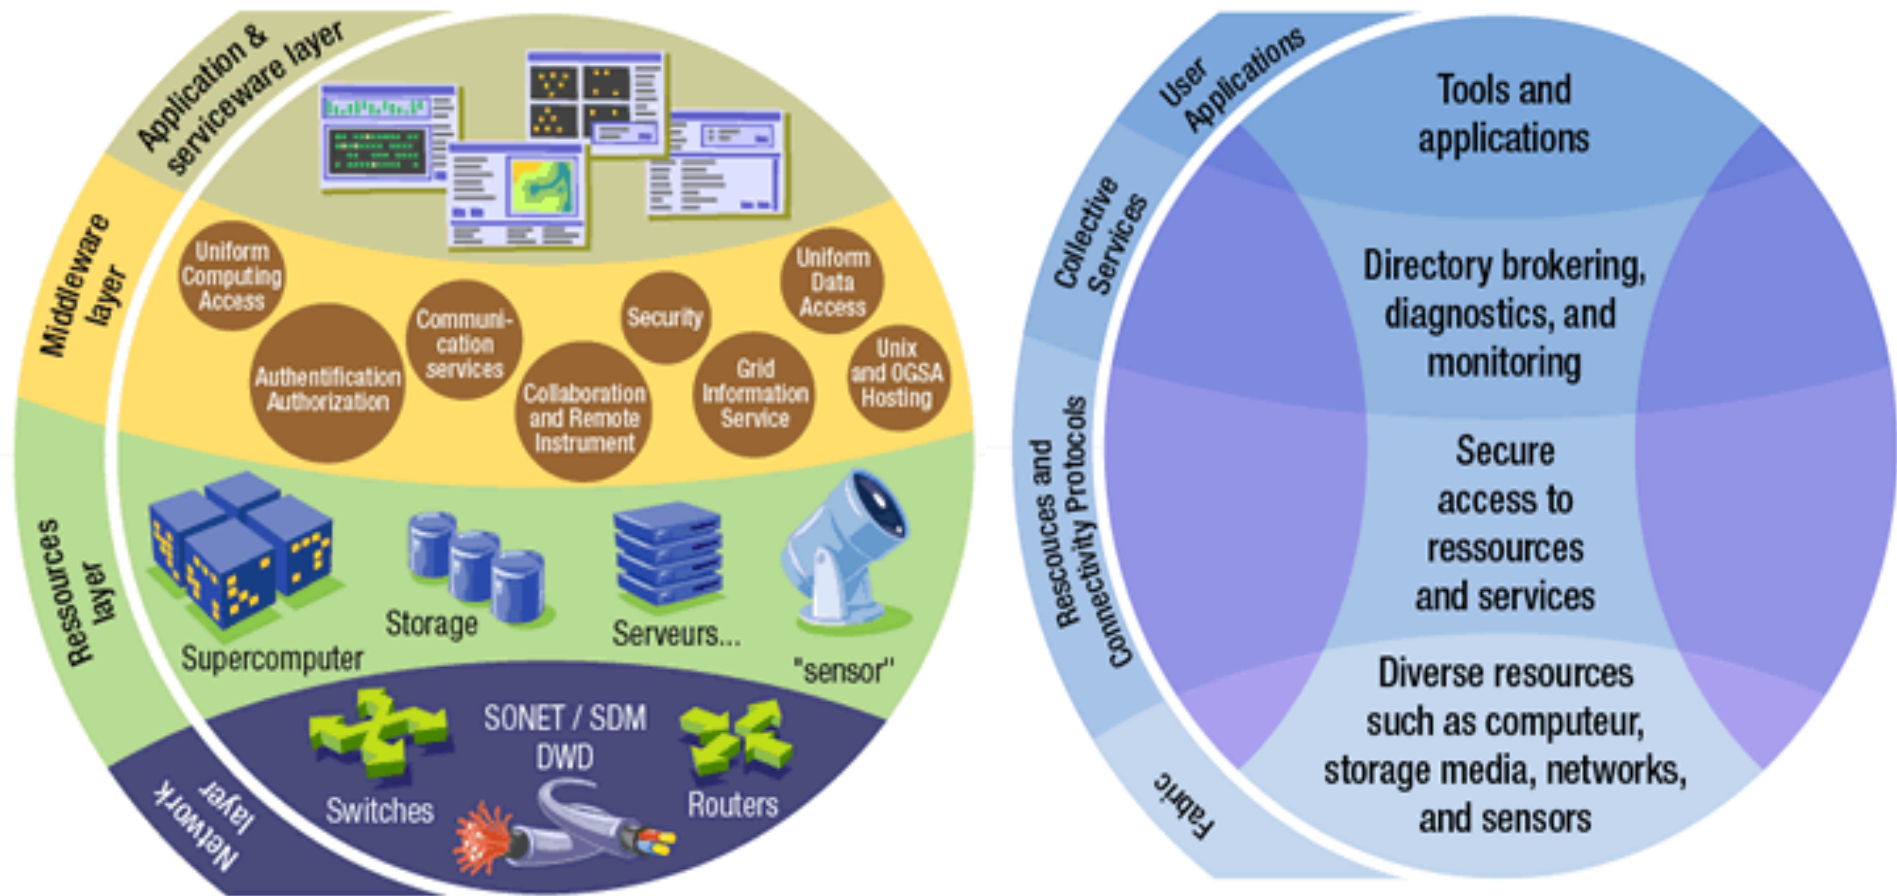 Application &
serviceware layer
Middleware
layer
Uniform
Computing
Access
Authentification
Authorization
Communi-
cation
services
Collaboration
and Remote
Instrument
Security
Grid
Information
Service
Uniform
Data
Access
Unix
and OGSA
Hosting
Ressources
layer
Supercomputer
Storage
Serveurs...
"sensor"
Network
layer
Switches
SONET / SDM
DWD
Routers
User
Applications
Tools and
applications
Collective
Services
Directory brokering,
diagnostics, and
monitoring
Rescouces and
Connectivity Protocols
Secure
access to
ressources
and services
Fabric
Diverse resources
such as computeur,
storage media, networks,
and sensors